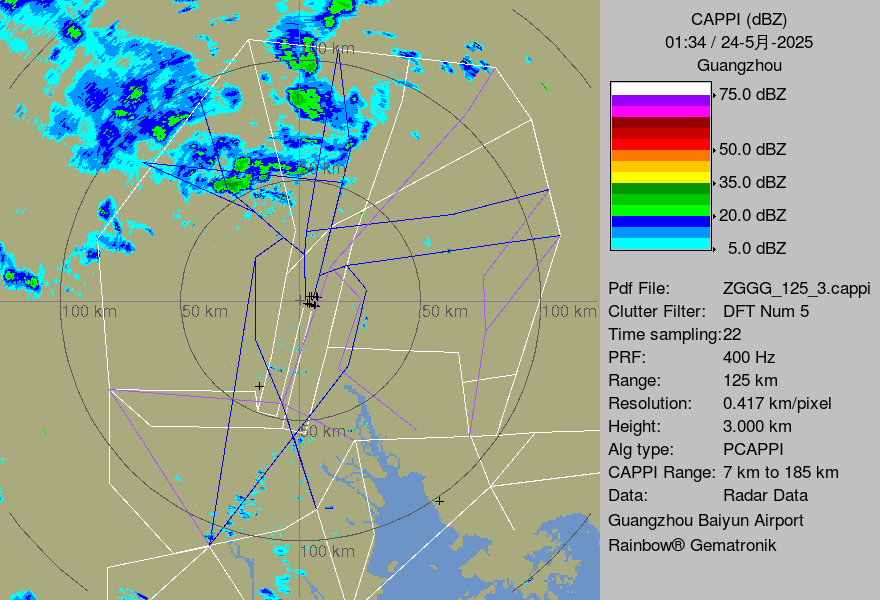 CAPPI (dBZ)
01:34 / 24-5月-2025
Guangzhou
75.0 dBZ
50.0 dBZ
35.0 dBZ
20.0 dBZ
5.0 dBZ
Pdf File: ZGGG_125_3.cappi
Clutter Filter: DFT Num 5
Time sampling:22
PRF: 400 Hz
Range: 125 km
Resolution: 0.417 km/pixel
Height: 3.000 km
Alg type: PCAPPI
CAPPI Range: 7 km to 185 km
Data: Radar Data
Guangzhou Baiyun Airport
Rainbow® Gematronik
50 km
100 km
50 km
50 km
100 km
50 km
100 km